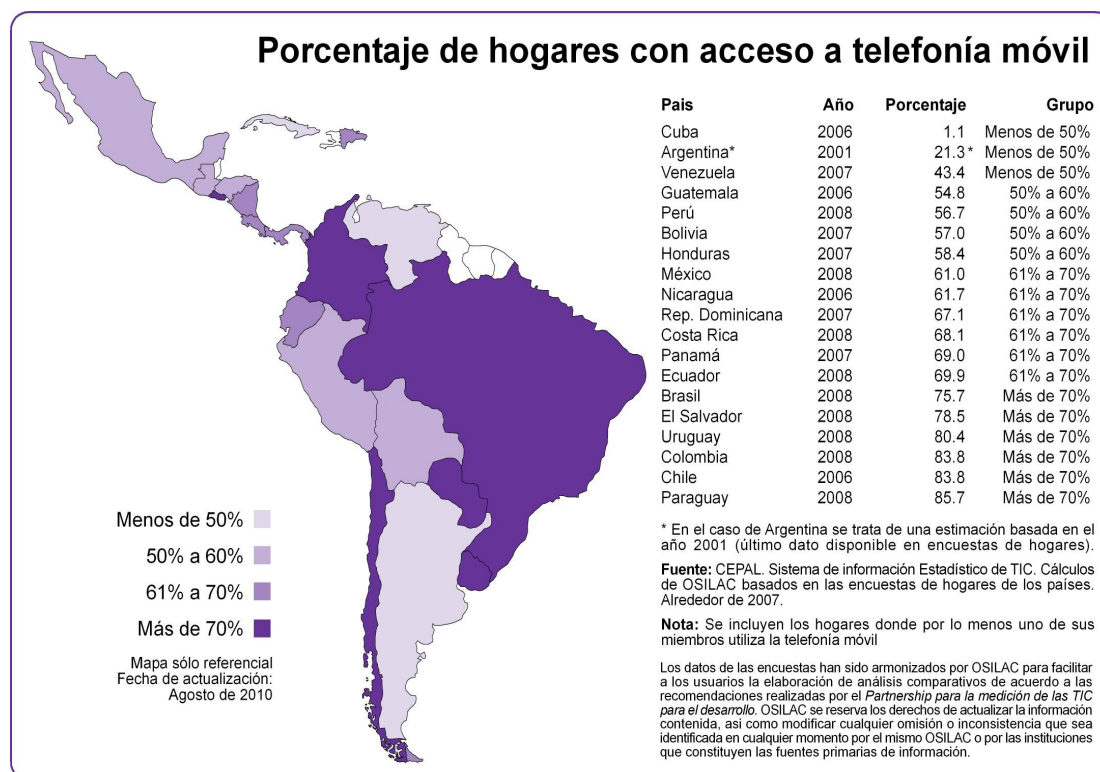 Porcentaje de hogares con acceso a telefonía móvil
Pais Año Porcentaje Grupo
Cuba 2006 1.1 Menos de 50%
Argentina* 2001 21.3 * Menos de 50%
Venezuela 2007 43.4 Menos de 50%
Guatemala 2006 54.8 50% a 60%
Perú 2008 56.7 50% a 60%
Bolivia 2007 57.0 50% a 60%
Honduras 2007 58.4 50% a 60%
México 2008 61.0 61% a 70%
Nicaragua 2006 61.7 61% a 70%
Rep. Dominicana 2007 67.1 61% a 70%
Costa Rica 2008 68.1 61% a 70%
Panamá 2007 69.0 61% a 70%
Ecuador 2008 69.9 61% a 70%
Brasil 2008 75.7 Más de 70%
El Salvador 2008 78.5 Más de 70%
Uruguay 2008 80.4 Más de 70%
Colombia 2008 83.8 Más de 70%
Chile 2006 83.8 Más de 70%
Paraguay 2008 85.7 Más de 70%
* En el caso de Argentina se trata de una estimación basada en el
año 2001 (último dato disponible en encuestas de hogares).
Fuente: CEPAL. Sistema de información Estadístico de TIC. Cálculos
de OSILAC basados en las encuestas de hogares de los países.
Alrededor de 2007.
Nota: Se incluyen los hogares donde por lo menos uno de sus
miembros utiliza la telefonía móvil
Los datos de las encuestas han sido armonizados por OSILAC para facilitar
a los usuarios la elaboración de análisis comparativos de acuerdo a las
recomendaciones realizadas por el Partnership para la medición de las TIC
para el desarrollo. OSILAC se reserva los derechos de actualizar la información
contenida, asi como modificar cualquier omisión o inconsistencia que sea
identificada en cualquier momento por el mismo OSILAC o por las instituciones
que constituyen las fuentes primarias de información.
Menos de 50%
50% a 60%
61% a 70%
Más de 70%
Mapa sólo referencial
Fecha de actualización:
Agosto de 2010